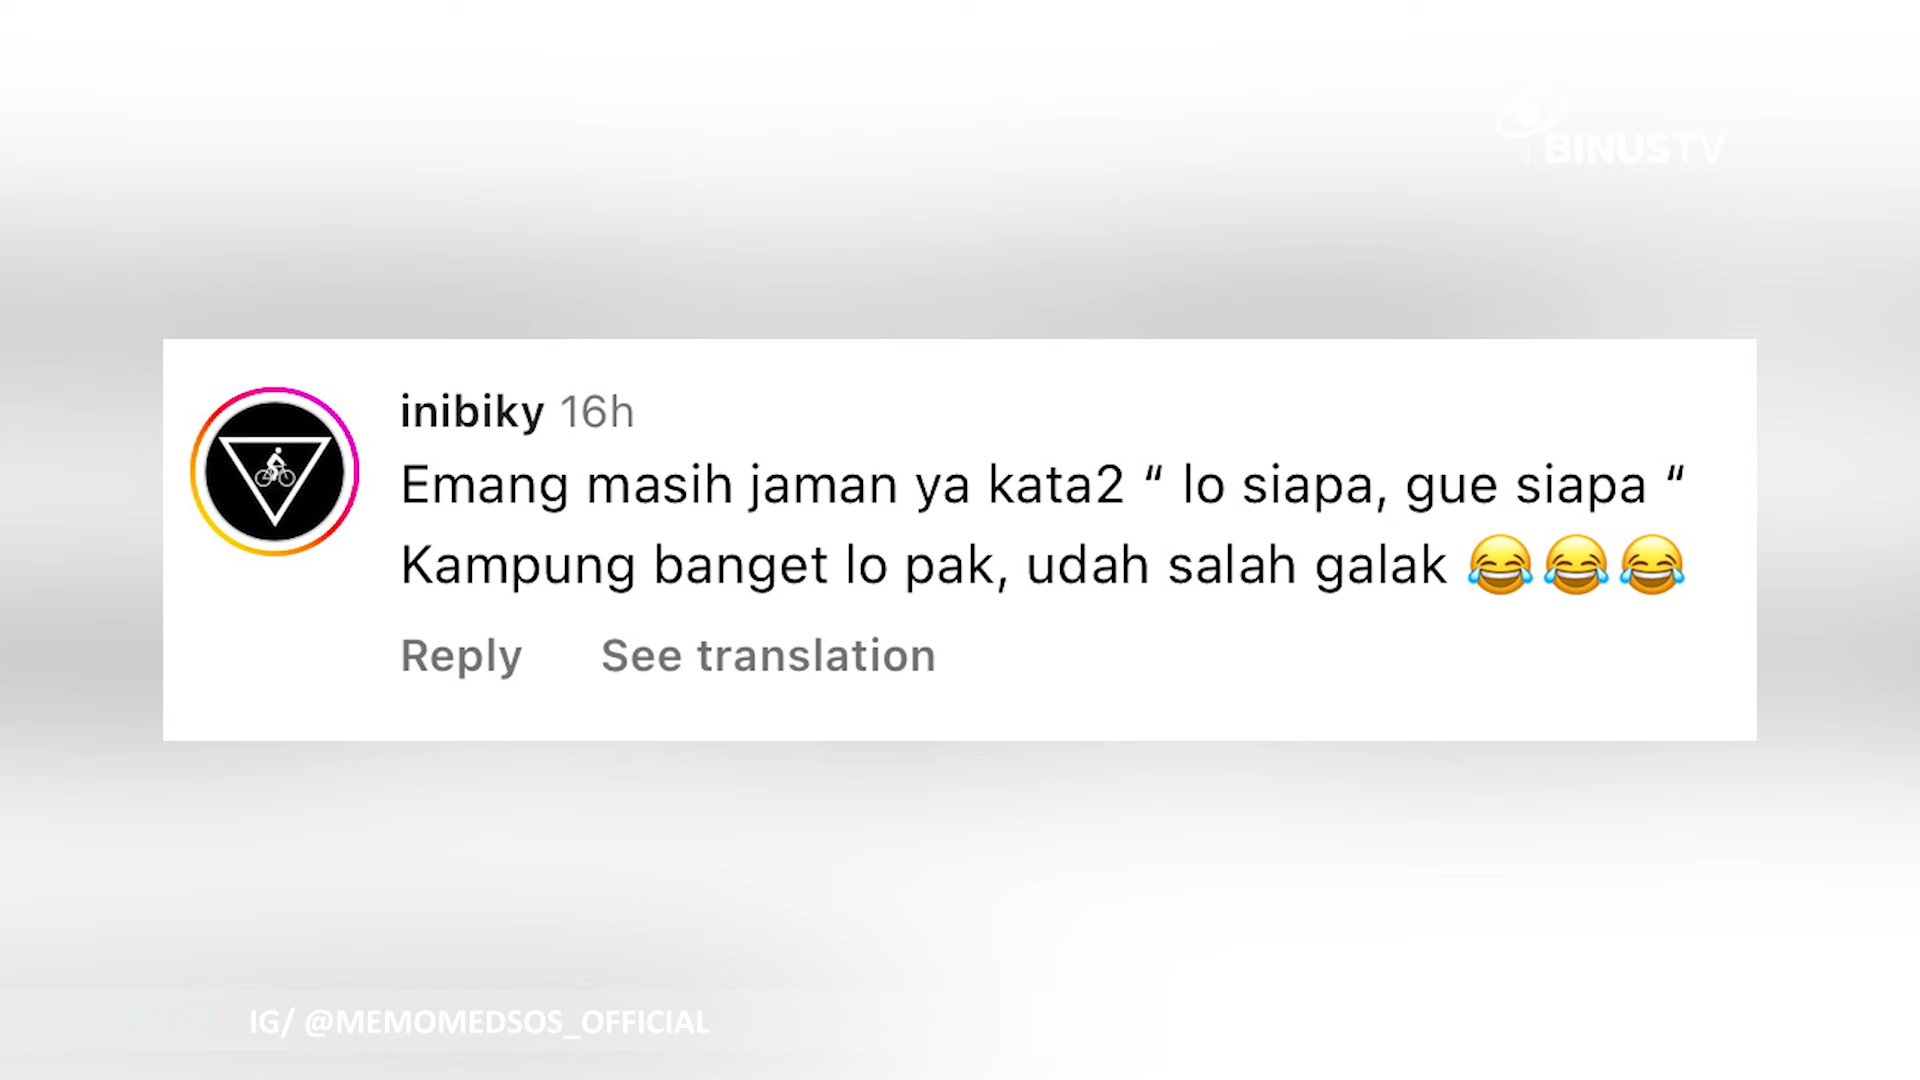 BINUSTV
inibiky 16h
Emang masih jaman ya kata2 “ lo siapa, gue siapa “
Kampung banget lo pak, udah salah galak 😂😂😂
Reply See translation
IG/ @MEMOMEDSOS_OFFICIAL